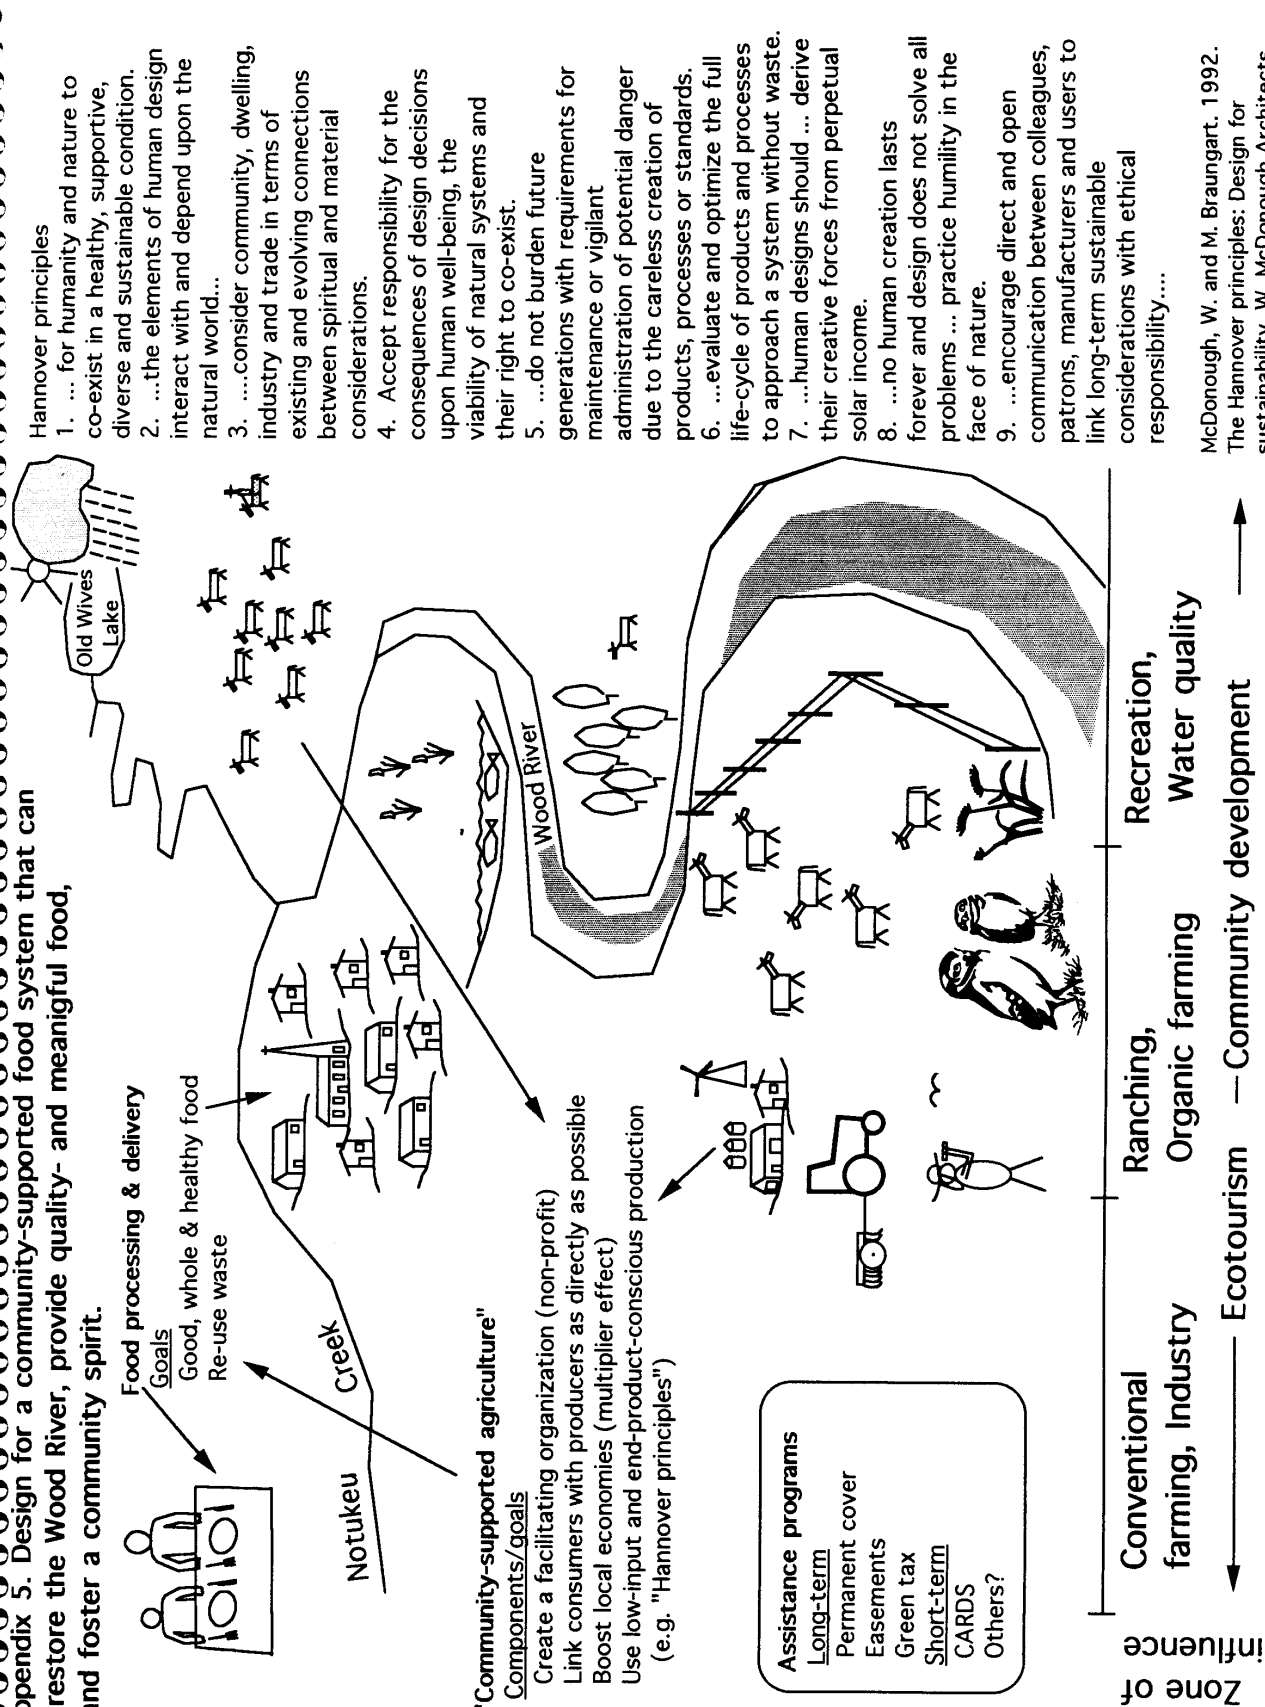 ppendix 5. Design for a community-supported food system that can
restore the Wood River, provide quality- and meanigful food,
and foster a community spirit.
Food processing & delivery
Goals
Good, whole & healthy food
Re-use waste
Notukeu Creek
Old Wives
Lake
Wood River
"Community-supported agriculture"
Components/goals
Create a facilitating organization (non-profit)
Link consumers with producers as directly as possible
Boost local economies (multiplier effect)
Use low-input and end-product-conscious production
(e.g. "Hannover principles")
Assistance programs
Long-term
Permanent cover
Easements
Green tax
Short-term
CARDS
Others?
Zone of
influence
Conventional
farming, Industry
Ranching,
Organic farming
Recreation,
Water quality
Ecotourism — Community development
Hannover principles
1. ... for humanity and nature to
co-exist in a healthy, supportive,
diverse and sustainable condition.
2. ...the elements of human design
interact with and depend upon the
natural world...
3. ....consider community, dwelling,
industry and trade in terms of
existing and evolving connections
between spiritual and material
considerations.
4. Accept responsibility for the
consequences of design decisions
upon human well-being, the
viability of natural systems and
their right to co-exist.
5. ...do not burden future
generations with requirements for
maintenance or vigilant
administration of potential danger
due to the careless creation of
products, processes or standards.
6. ...evaluate and optimize the full
life-cycle of products and processes
to approach a system without waste.
7. ...human designs should ... derive
their creative forces from perpetual
solar income.
8. ...no human creation lasts
forever and design does not solve all
problems ... practice humility in the
face of nature.
9. ...encourage direct and open
communication between colleagues,
patrons, manufacturers and users to
link long-term sustainable
considerations with ethical
responsibility....
McDonough, W. and M. Braungart. 1992.
The Hannover principles: Design for
sustainability. W. McDonough Architects